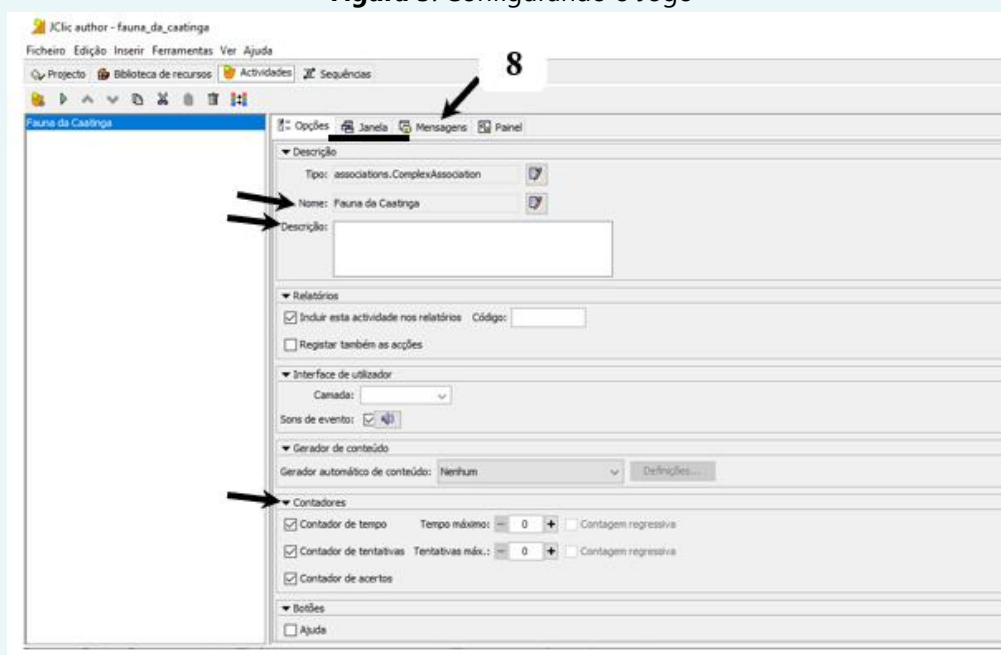 Figura 3: Configurando o Jogo
JClic author - fauna_da_caatinga
Ficheiro Edição Inserir Ferramentas Ver Ajuda
Projecto Biblioteca de recursos Actividades Sequências
8
Fauna da Caatinga
Opções Janela Mensagens Painel
Descrição
Tipo: associations.ComplexAssociation
Nome: Fauna da Caatinga
Descrição:
Relatórios
Incluir esta actividade nos relatórios Código:
Registar também as acções
Interface de utilizador
Camada:
Sons de evento:
Gerador de conteúdo
Gerador automático de conteúdo: Nenhum Definições...
Contadores
Contador de tempo Tempo máximo: - 0 + Contagem regressiva
Contador de tentativas Tentativas máx.: - 0 + Contagem regressiva
Contador de acertos
Botões
Ajuda